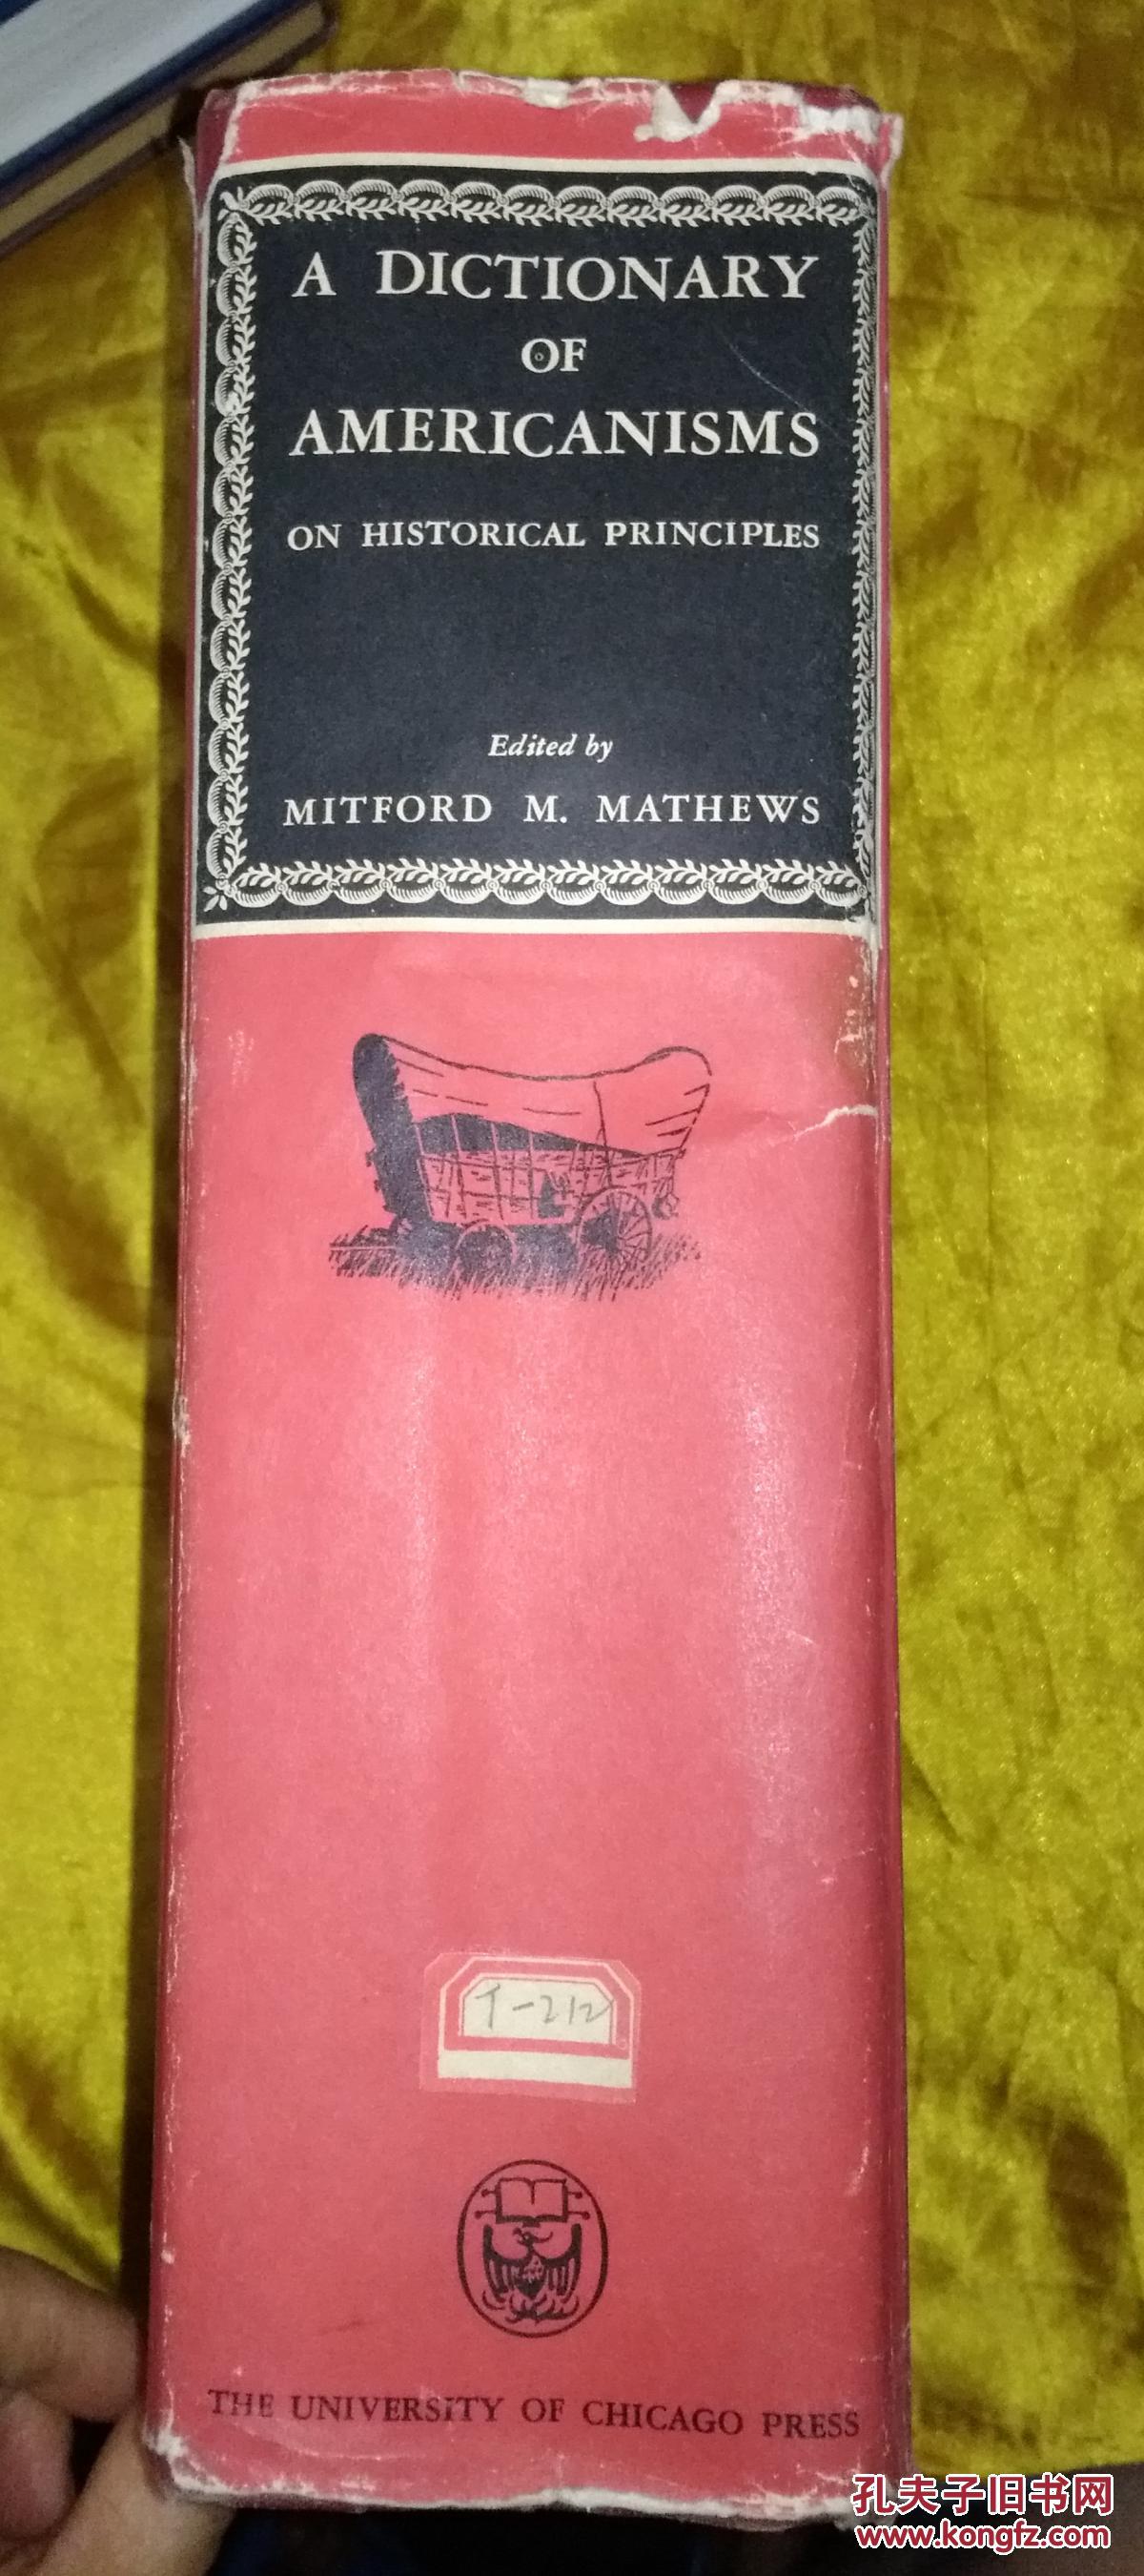 A DICTIONARY
OF
AMERICANISMS
ON HISTORICAL PRINCIPLES
Edited by
MITFORD M. MATHEWS
T-212
THE UNIVERSITY OF CHICAGO PRESS
孔夫子旧书网
www.kongfz.com